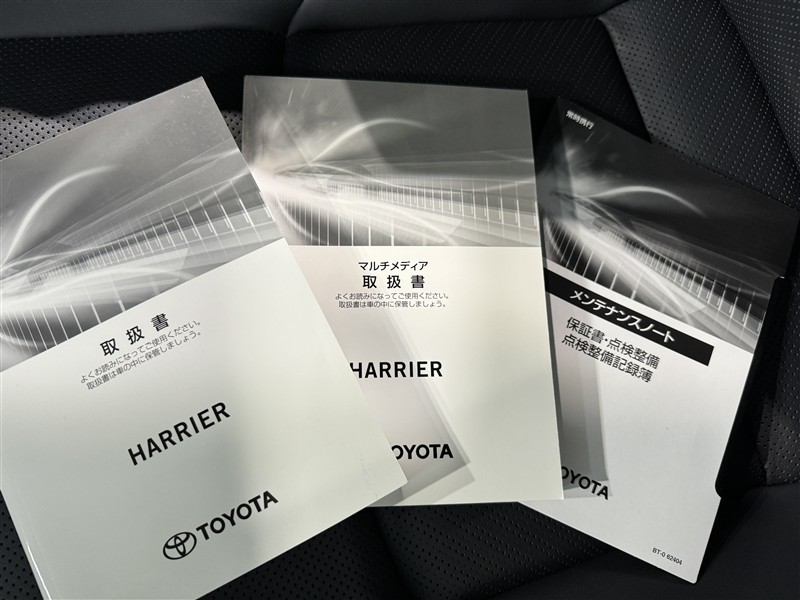 取扱書
よくお読みになってご使用ください。
取扱書は車の中に保管しましょう。
HARRIER
TOYOTA
マルチメディア
取扱書
よくお読みになってご使用ください。
取扱書は車の中に保管しましょう。
HARRIER
OYOTA
常時携行
メンテナンスノート
保証書・点検整備
点検整備記録簿
OYOTA
BT-0 62404